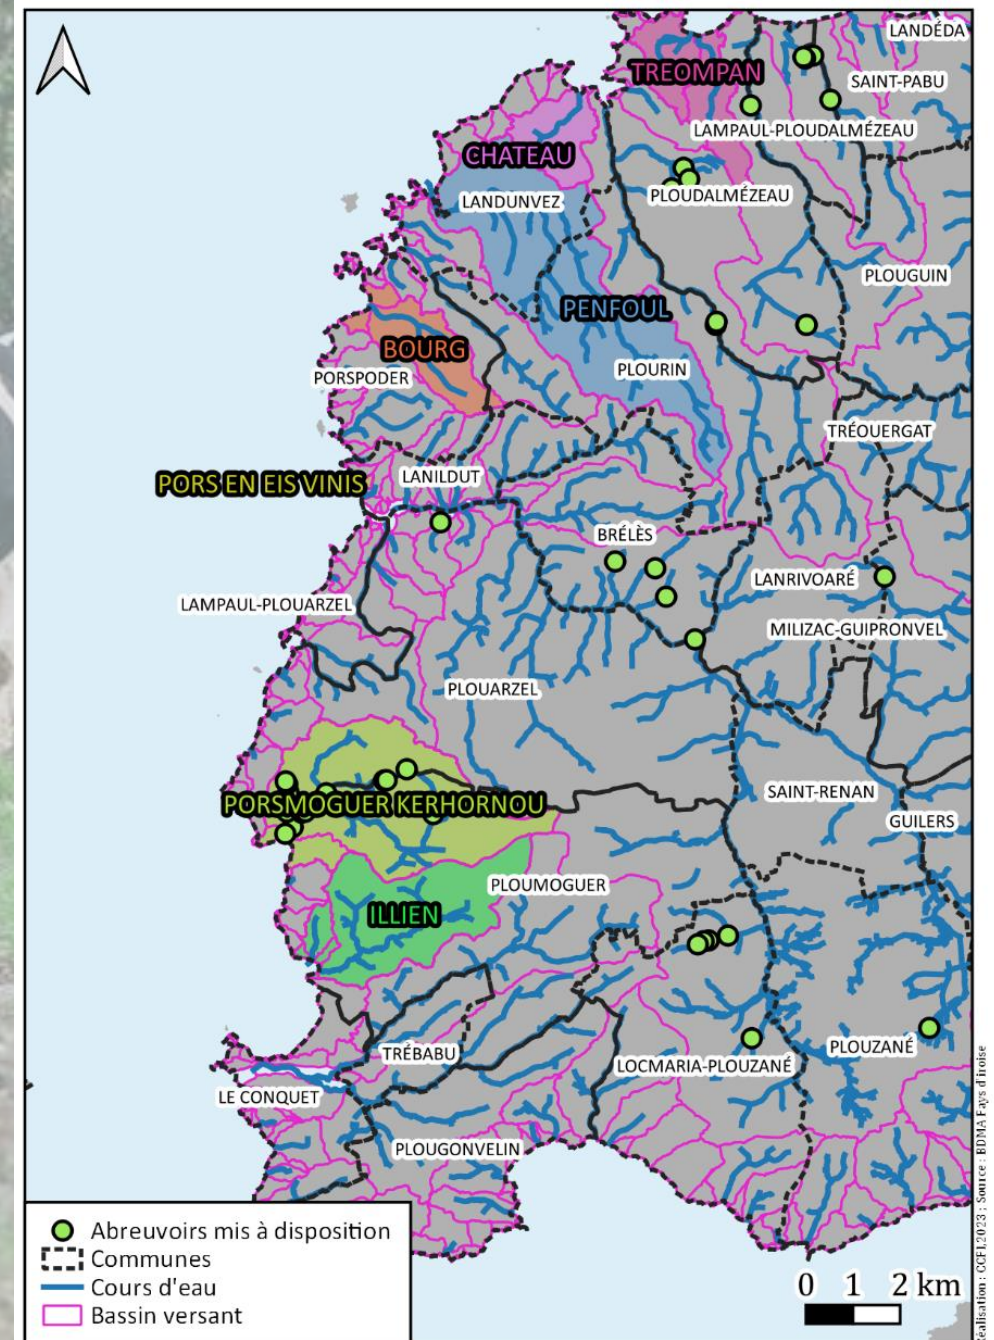 LANDÉDA
TREOMPAN
SAINT-PABU
LAMPAUL-PLOUDALMÉZEAU
CHATEAU
PLOUDALMÉZEAU
LANDUNVEZ
PLOUGUIN
PENFOUL
BOURG
PLOURIN
PORSPODER
TRÉOUERGAT
LANILDUT
PORS EN EIS VINIS
BRÉLÈS
LANRIVOARÉ
LAMPAUL-PLOUARZEL
MILIZAC-GUIPRONVEL
PLOUARZEL
SAINT-RENAN
PORSMOGUER KERHORNOU
GUILERS
PLOUMOGUER
ILLIEN
PLOUZANÉ
TRÉBABU
LOCMARIA-PLOUZANÉ
LE CONQUET
PLOUGONVELIN
Abreuvoirs mis à disposition
Communes
Cours d'eau
Bassin versant
0 1 2 km
Réalisation : CCPI,2023 ; Source : BDMA Pays d'iroise